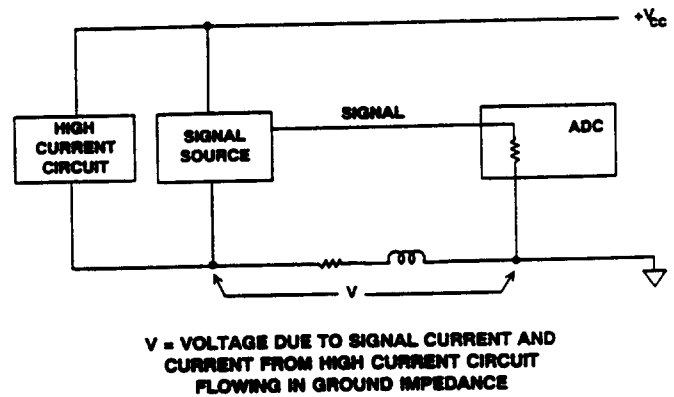 +Vcc
HIGH
CURRENT
CIRCUIT
SIGNAL
SOURCE
SIGNAL
ADC
V
V = VOLTAGE DUE TO SIGNAL CURRENT AND
CURRENT FROM HIGH CURRENT CIRCUIT
FLOWING IN GROUND IMPEDANCE